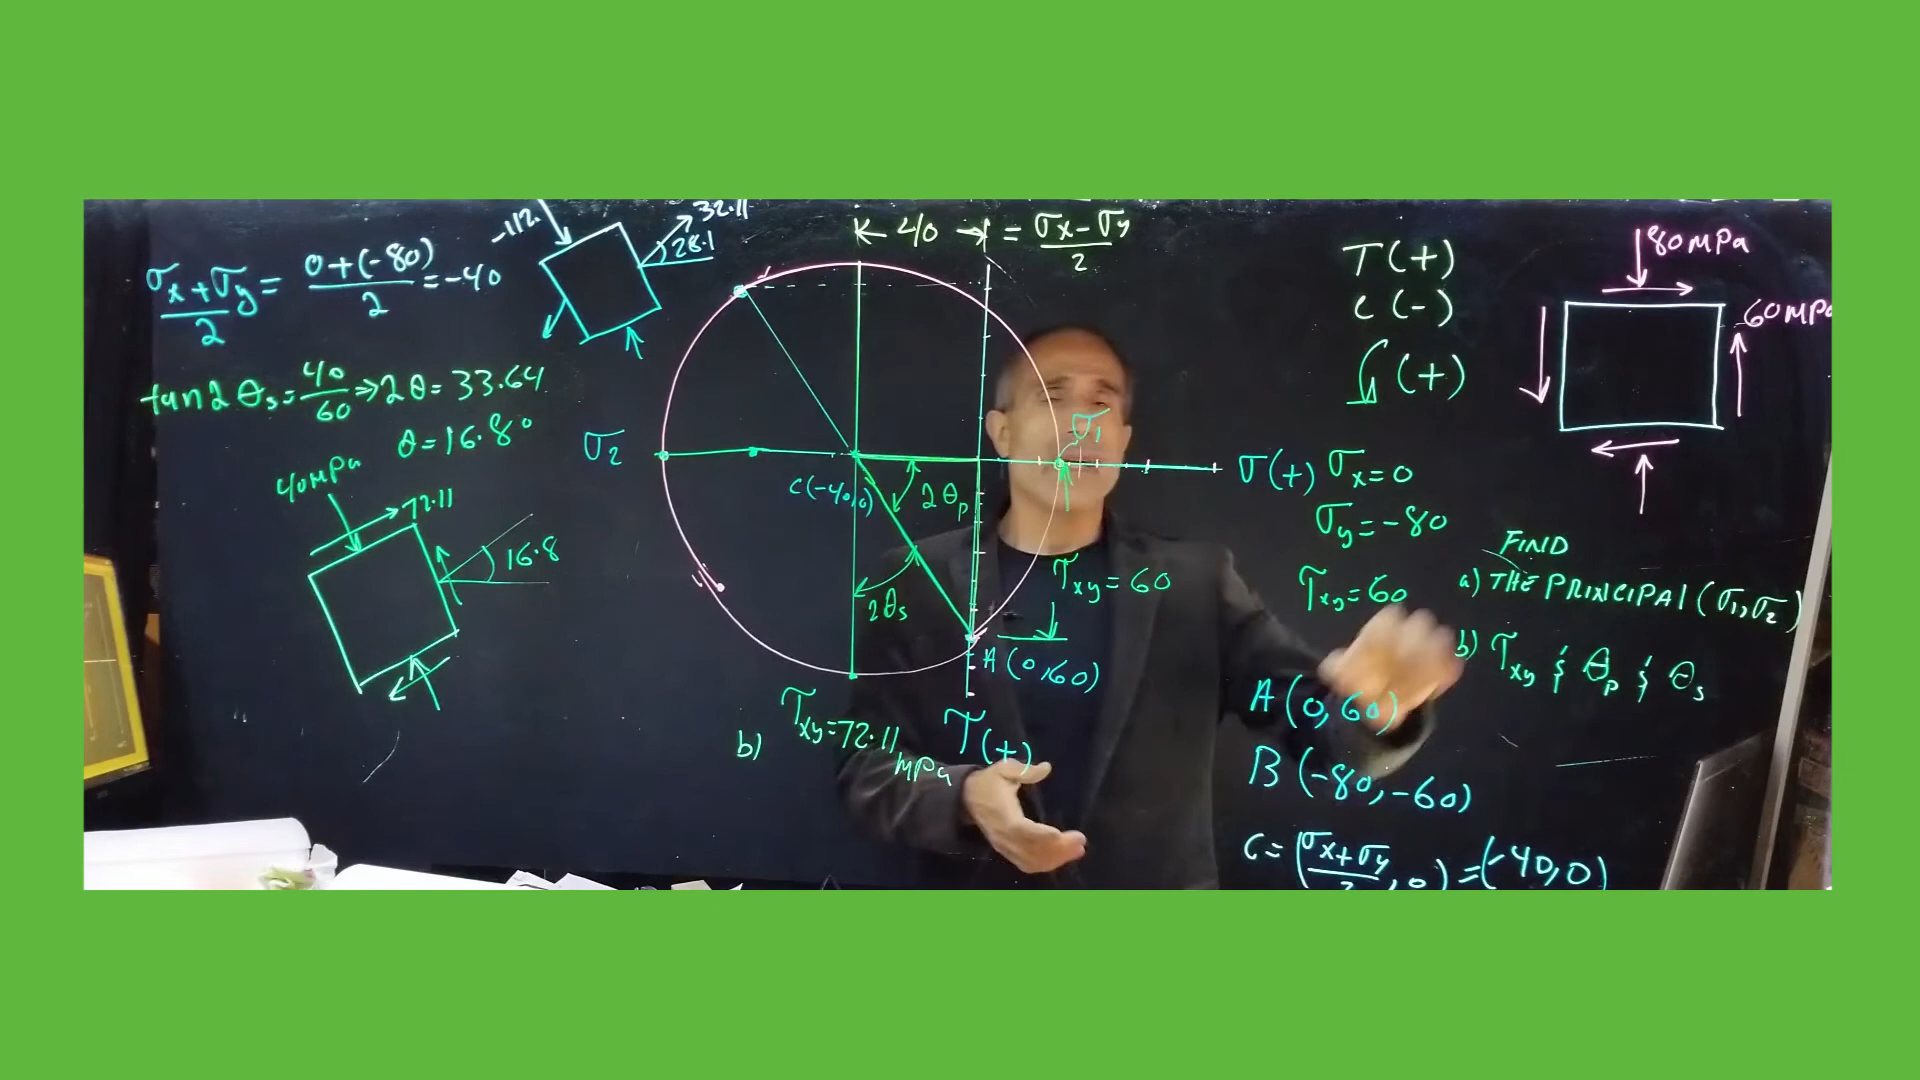 σx+σy/2 = 0+(-80)/2 = -40
tan2θs = 40/60 ⇒ 2θ = 33.64
θ = 16.8°
40MPa
72.11
16.8
-112.
32.11
28.1
K 40 → = σx-σy/2
σ2
C(-40,0)
2θp
2θs
σ1
σ(+)
τxy=60
A(0,60)
τ(+)
b) τxy=72.11 MPa
T(+)
C(-)
(+)
80MPa
60MPa
σx=0
σy=-80
τxy=60
FIND
a) THE PRINCIPAl (σ1,σ2)
b) τxy & θp & θs
A(0,60)
B(-80,-60)
C=(σx+σy/2,0)=(-40,0)